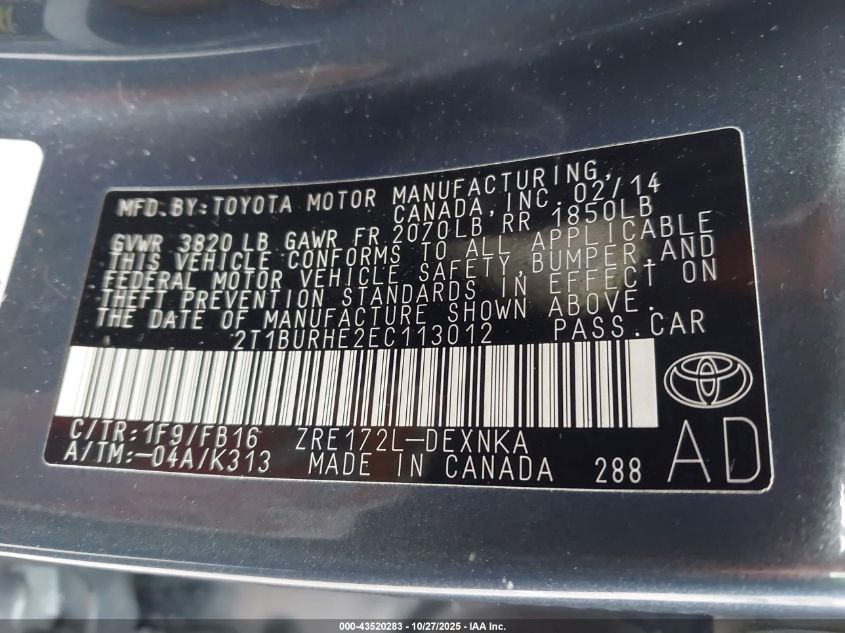 MFD. BY: TOYOTA MOTOR MANUFACTURING,
CANADA, INC. 02/14
GVWR 3820 LB GAWR FR 2070LB RR 1850LB
THIS VEHICLE CONFORMS TO ALL APPLICABLE
FEDERAL MOTOR VEHICLE SAFETY, BUMPER, AND
THEFT PREVENTION STANDARDS IN EFFECT ON
THE DATE OF MANUFACTURE SHOWN ABOVE.
2T1BURHE2EC113012 PASS. CAR
C/TR: 1F9/FB16 ZRE172L-DEXNKA
A/TM: -04A/K313 MADE IN CANADA 288 AD
000-43520283 - 10/27/2025 - IAA Inc.